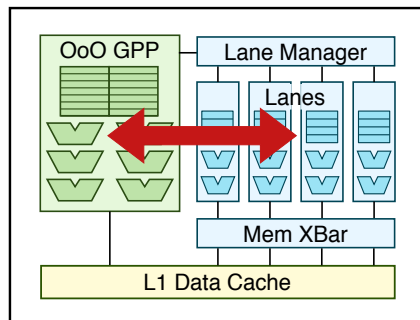 OoO GPP
Lane Manager
Lanes
Mem XBar
L1 Data Cache